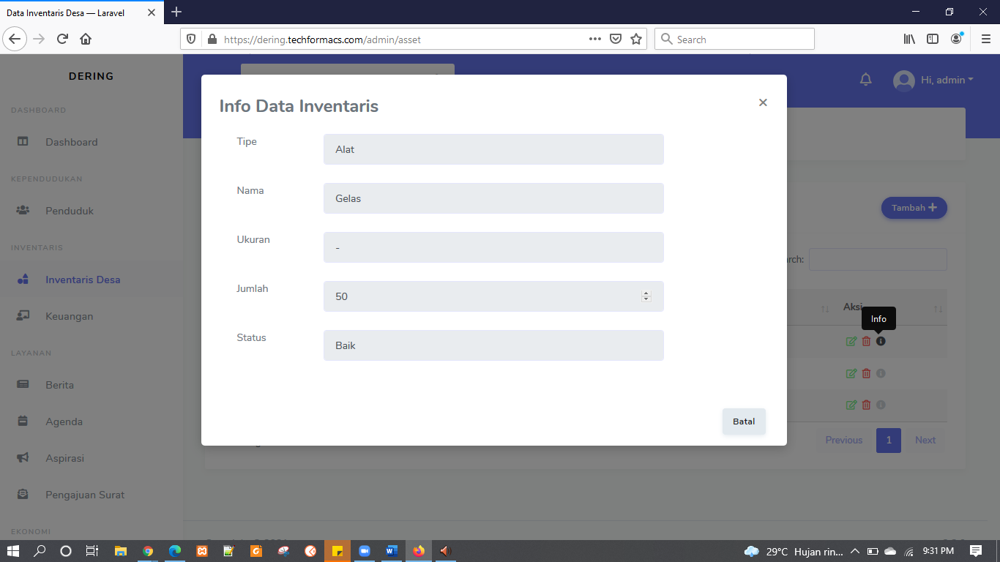 Data Inventaris Desa — Laravel
https://dering.techformacs.com/admin/asset
Search
DERING
Hi, admin
DASHBOARD
Dashboard
KEPENDUDUKAN
Penduduk
INVENTARIS
Inventaris Desa
Keuangan
LAYANAN
Berita
Agenda
Aspirasi
Pengajuan Surat
EKONOMI
Info Data Inventaris
×
Tipe
Alat
Nama
Gelas
Ukuran
-
Jumlah
50
Status
Baik
Batal
Tambah +
rch:
Aksi
Info
Previous
1
Next
29°C Hujan rin...
9:31 PM